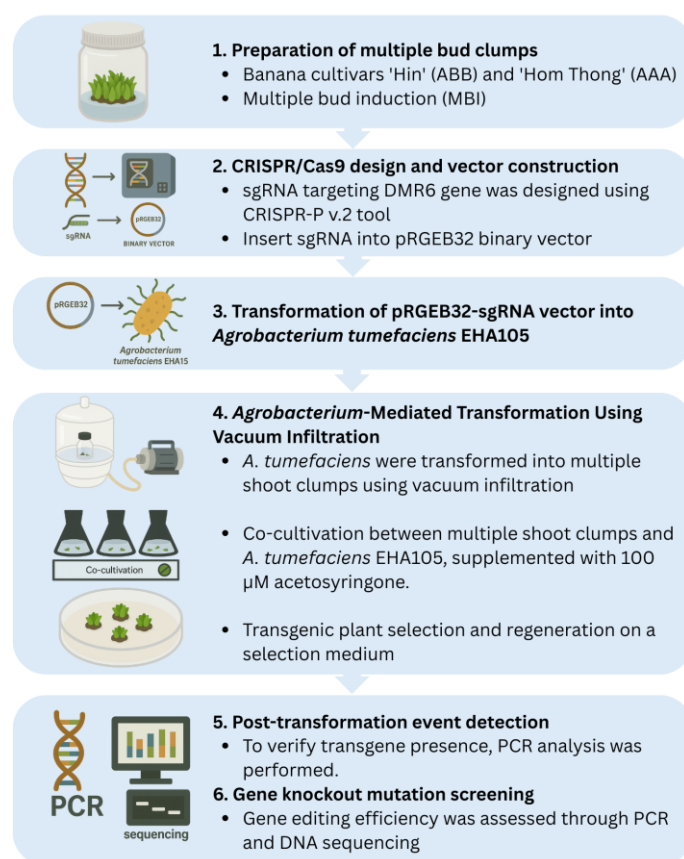 1. Preparation of multiple bud clumps
• Banana cultivars 'Hin' (ABB) and 'Hom Thong' (AAA)
• Multiple bud induction (MBI)
sgRNA
pRGEB32
BINARY VECTOR
2. CRISPR/Cas9 design and vector construction
• sgRNA targeting DMR6 gene was designed using
CRISPR-P v.2 tool
• Insert sgRNA into pRGEB32 binary vector
pRGEB32
Agrobacterium
tumefaciens EHA15
3. Transformation of pRGEB32-sgRNA vector into
Agrobacterium tumefaciens EHA105
4. Agrobacterium-Mediated Transformation Using
Vacuum Infiltration
• A. tumefaciens were transformed into multiple
shoot clumps using vacuum infiltration
Co-cultivation
• Co-cultivation between multiple shoot clumps and
A. tumefaciens EHA105, supplemented with 100
µM acetosyringone.
• Transgenic plant selection and regeneration on a
selection medium
PCR
sequencing
5. Post-transformation event detection
• To verify transgene presence, PCR analysis was
performed.
6. Gene knockout mutation screening
• Gene editing efficiency was assessed through PCR
and DNA sequencing